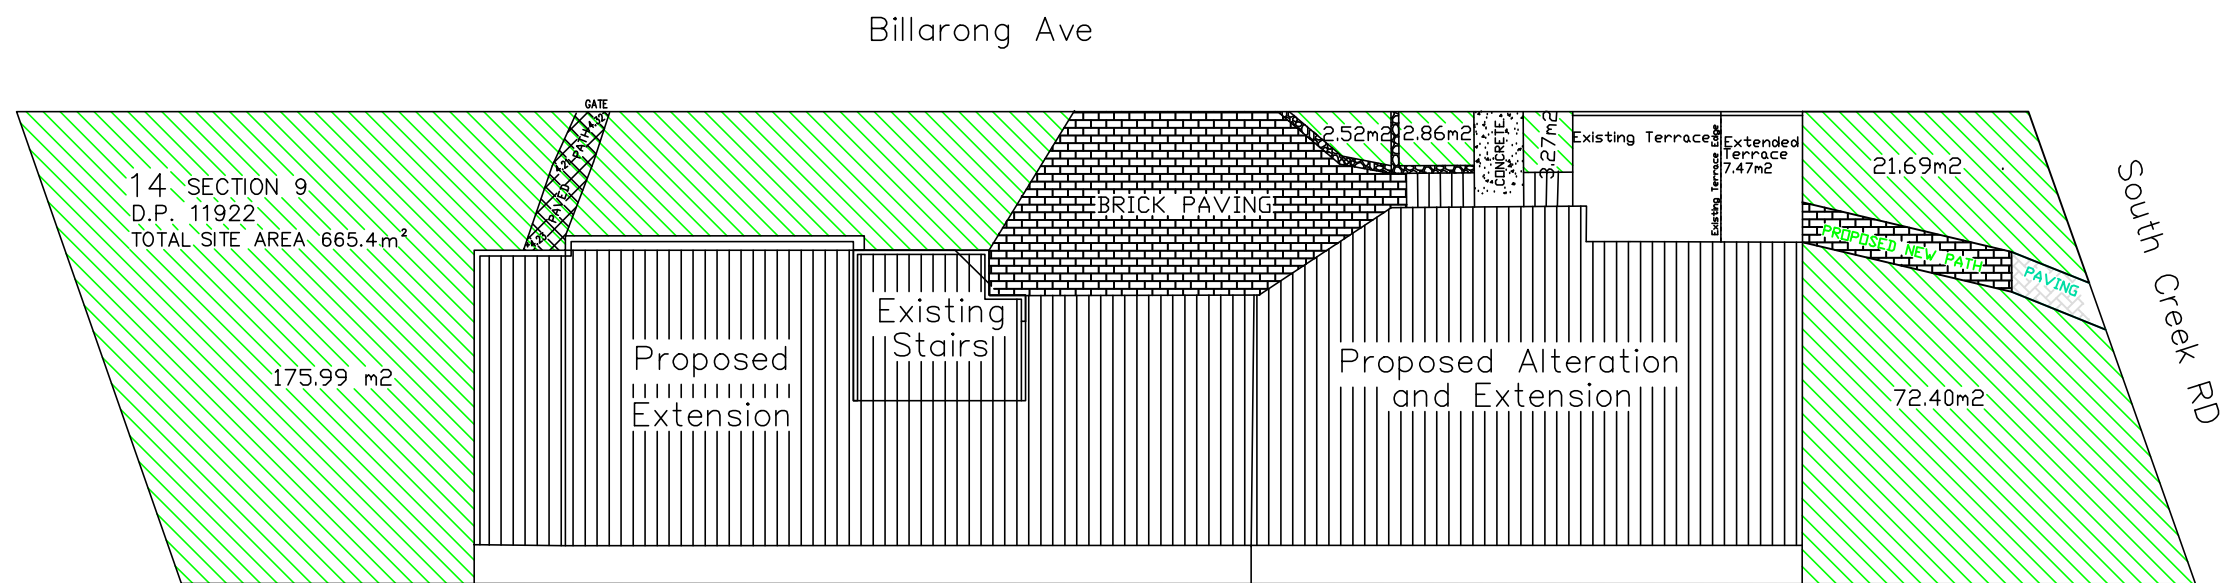 Billarong Ave
GATE
14 SECTION 9
D.P. 11922
TOTAL SITE AREA 665.4m²
PAVED PATH
175.99 m2
Proposed
Extension
Existing
Stairs
BRICK PAVING
2.52m2
2.86m2
CONCRETE
3.27m2
Existing Terrace
Existing Terrace Edge
Extended
Terrace
7.47m2
Proposed Alteration
and Extension
21.69m2
PROPOSED NEW PATH
PAVING
72.40m2
South Creek RD